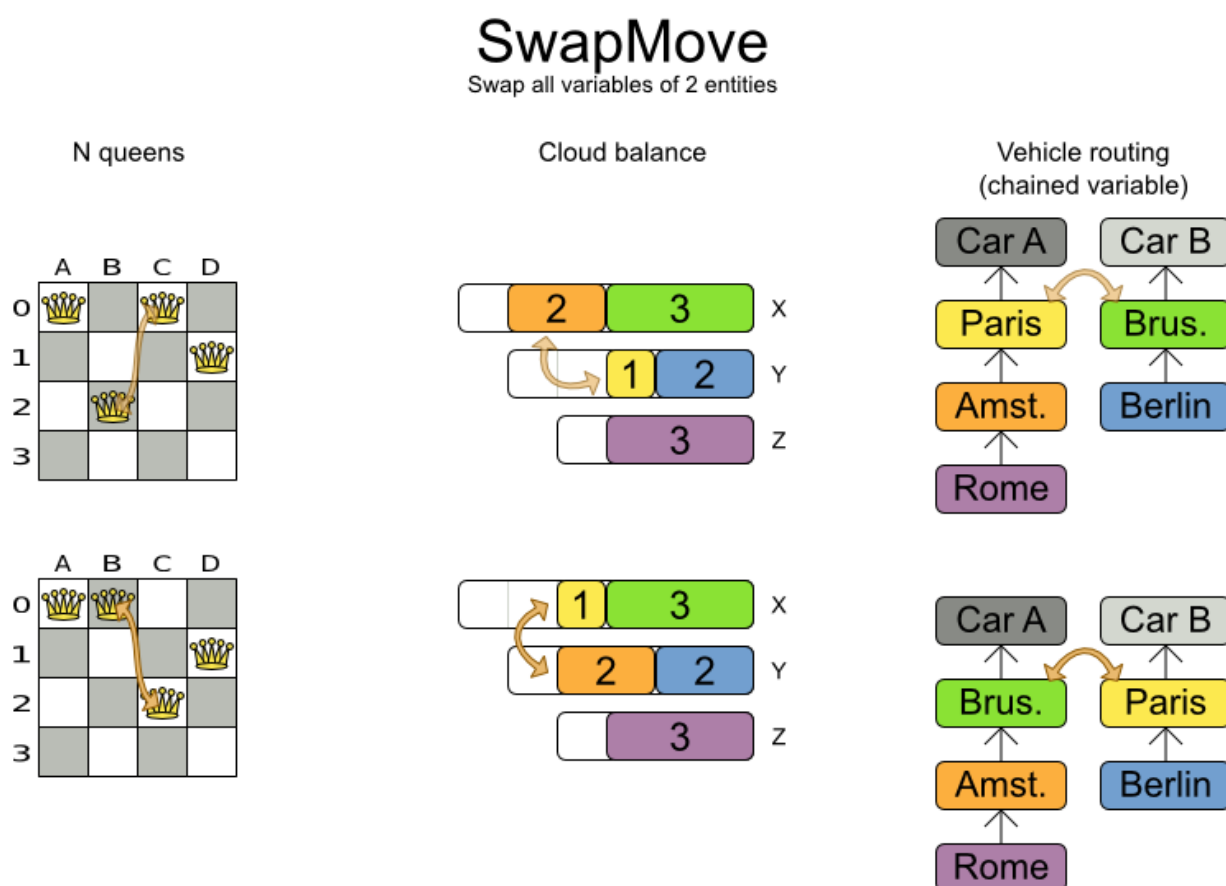 SwapMove
Swap all variables of 2 entities
N queens
A B C D
0
1
2
3
A B C D
0
1
2
3
Cloud balance
2 3 X
1 2 Y
3 Z
1 3 X
2 2 Y
3 Z
Vehicle routing
(chained variable)
Car A Car B
Paris Brus.
Amst. Berlin
Rome
Car A Car B
Brus. Paris
Amst. Berlin
Rome